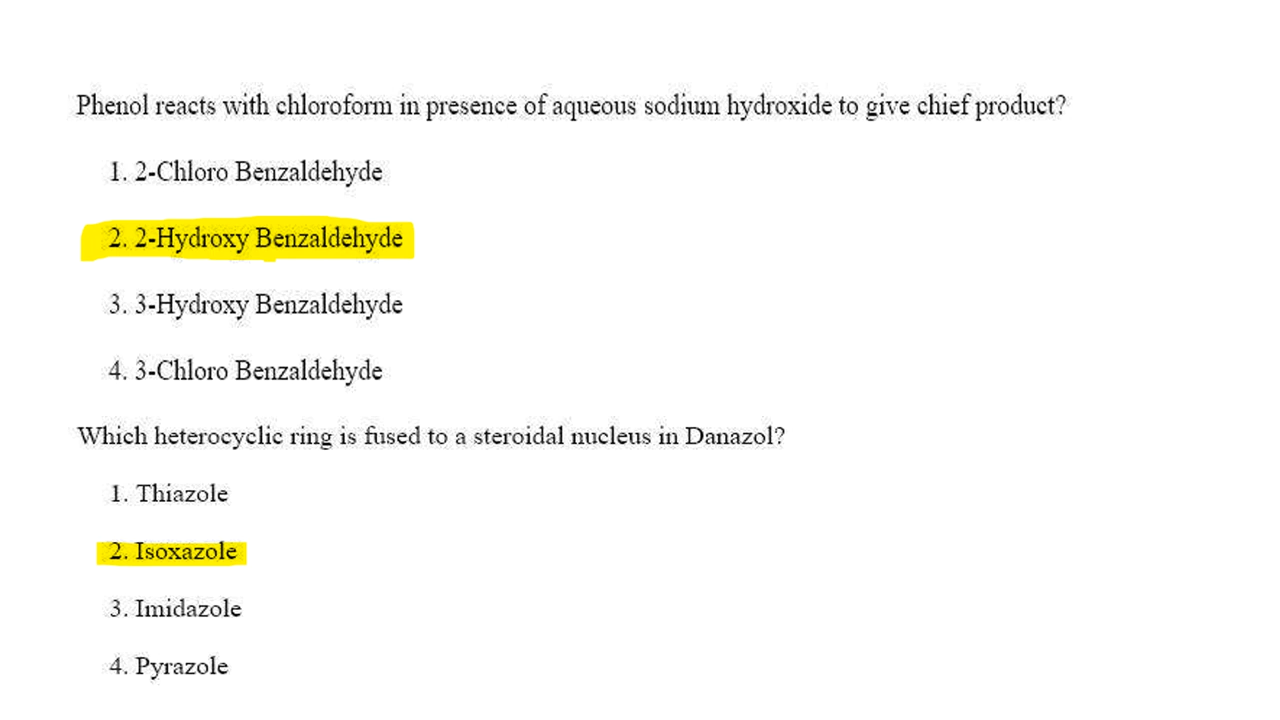 Phenol reacts with chloroform in presence of aqueous sodium hydroxide to give chief product?
1. 2-Chloro Benzaldehyde
2. 2-Hydroxy Benzaldehyde
3. 3-Hydroxy Benzaldehyde
4. 3-Chloro Benzaldehyde
Which heterocyclic ring is fused to a steroidal nucleus in Danazol?
1. Thiazole
2. Isoxazole
3. Imidazole
4. Pyrazole